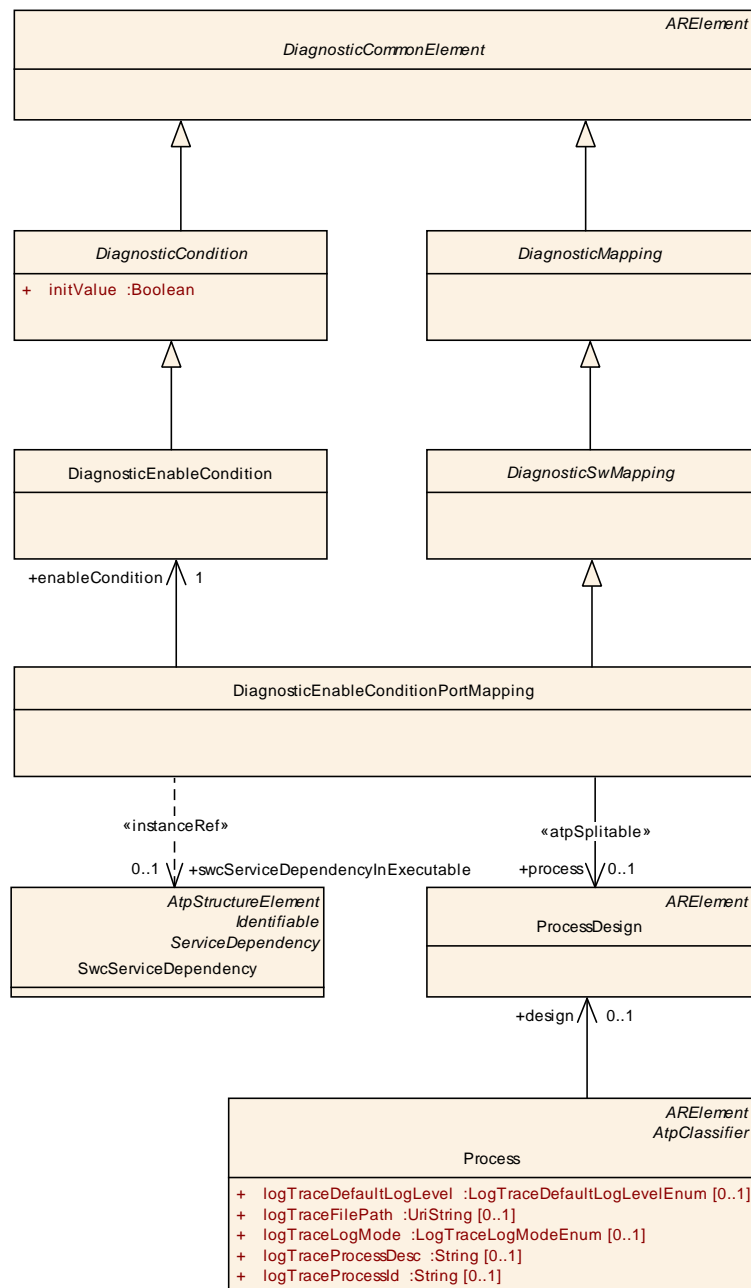 ARElement
DiagnosticCommonElement
DiagnosticCondition
+ initValue :Boolean
DiagnosticMapping
DiagnosticEnableCondition
DiagnosticSwMapping
+enableCondition 1
DiagnosticEnableConditionPortMapping
«instanceRef»
«atpSplitable»
0..1 +swcServiceDependencyInExecutable
+process 0..1
AtpStructureElement
Identifiable
ServiceDependency
SwcServiceDependency
ARElement
ProcessDesign
+design 0..1
ARElement
AtpClassifier
Process
+ logTraceDefaultLogLevel :LogTraceDefaultLogLevelEnum [0..1]
+ logTraceFilePath :UriString [0..1]
+ logTraceLogMode :LogTraceLogModeEnum [0..1]
+ logTraceProcessDesc :String [0..1]
+ logTraceProcessId :String [0..1]